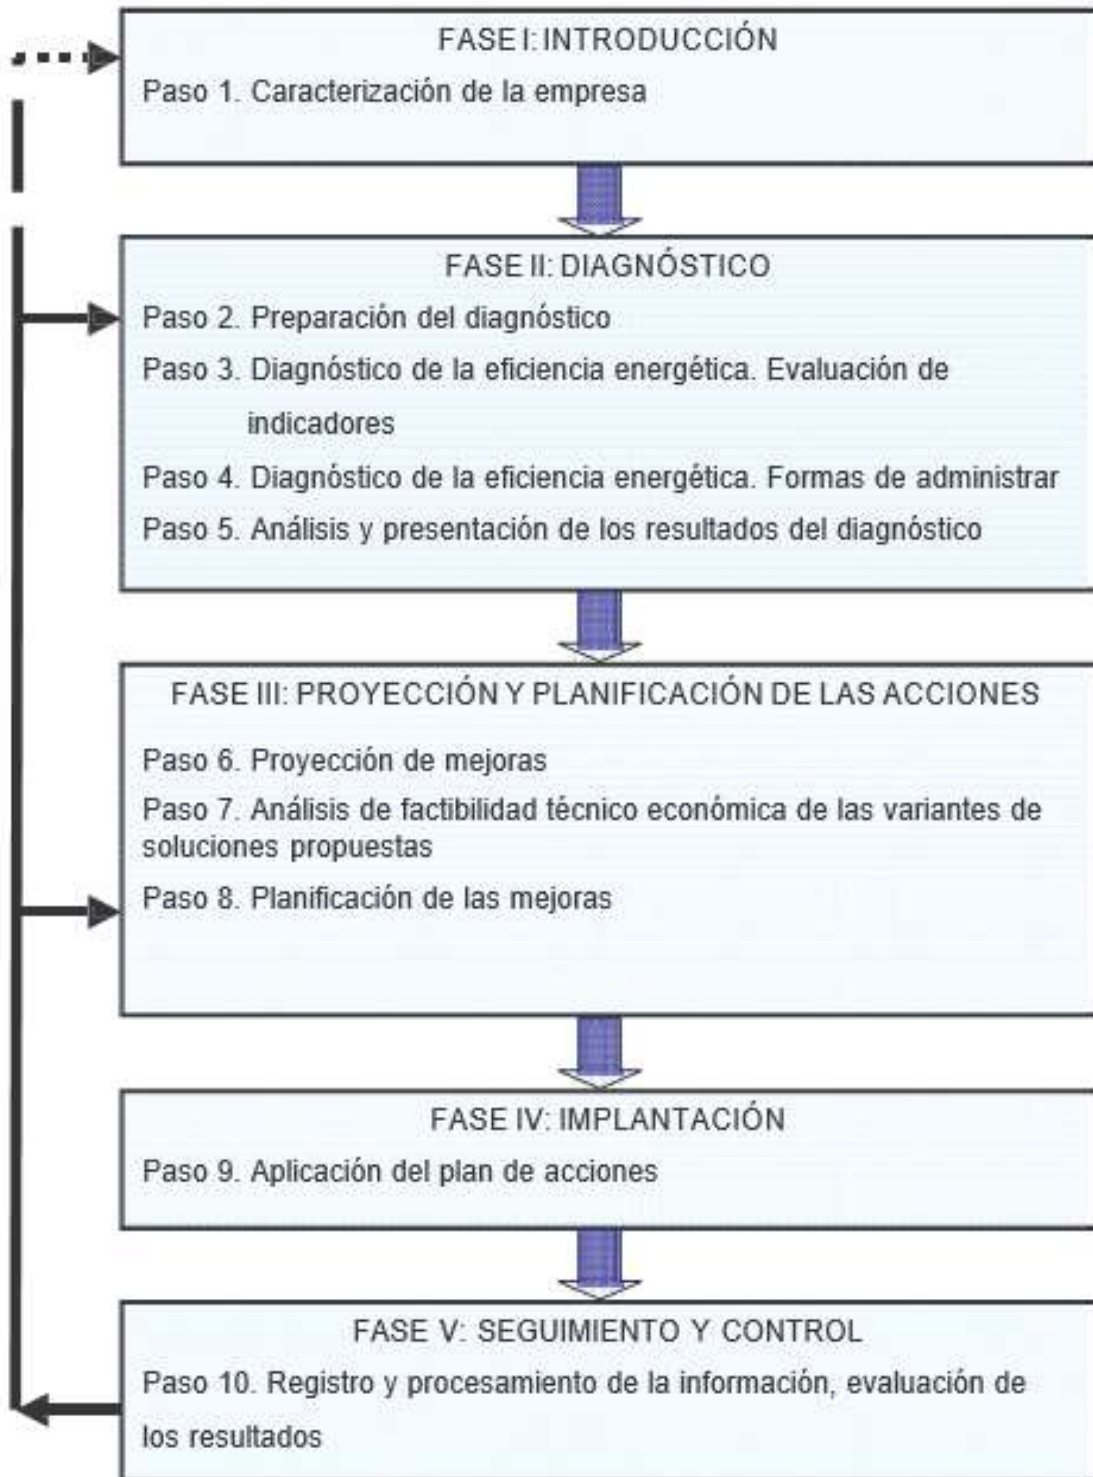 FASE I: INTRODUCCIÓN
Paso 1. Caracterización de la empresa
FASE II: DIAGNÓSTICO
Paso 2. Preparación del diagnóstico
Paso 3. Diagnóstico de la eficiencia energética. Evaluación de
indicadores
Paso 4. Diagnóstico de la eficiencia energética. Formas de administrar
Paso 5. Análisis y presentación de los resultados del diagnóstico
FASE III: PROYECCIÓN Y PLANIFICACIÓN DE LAS ACCIONES
Paso 6. Proyección de mejoras
Paso 7. Análisis de factibilidad técnico económica de las variantes de
soluciones propuestas
Paso 8. Planificación de las mejoras
FASE IV: IMPLANTACIÓN
Paso 9. Aplicación del plan de acciones
FASE V: SEGUIMIENTO Y CONTROL
Paso 10. Registro y procesamiento de la información, evaluación de
los resultados